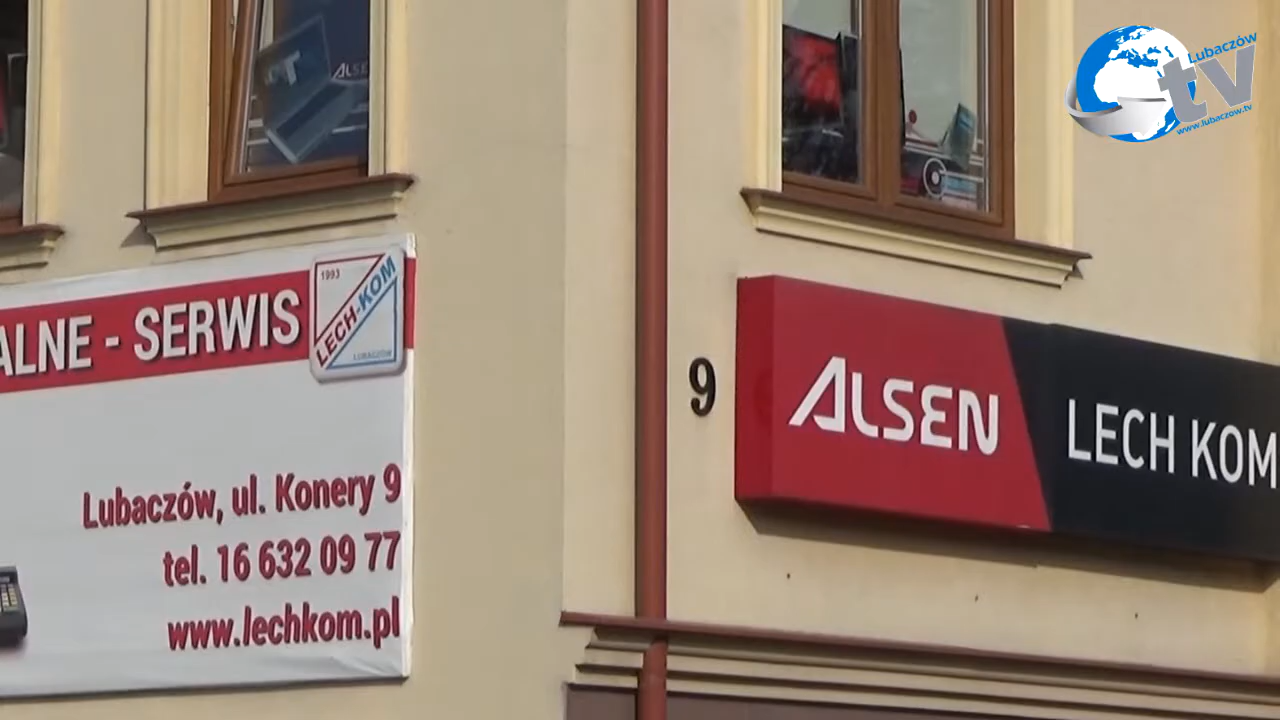 Lubaczów
tv
www.lubaczow.tv
ALSEN
ALNE - SERWIS
1993
LECH-KOM
LUBACZÓW
Lubaczów, ul. Konery 9
tel. 16 632 09 77
www.lechkom.pl
9
ALSEN
LECH KOM